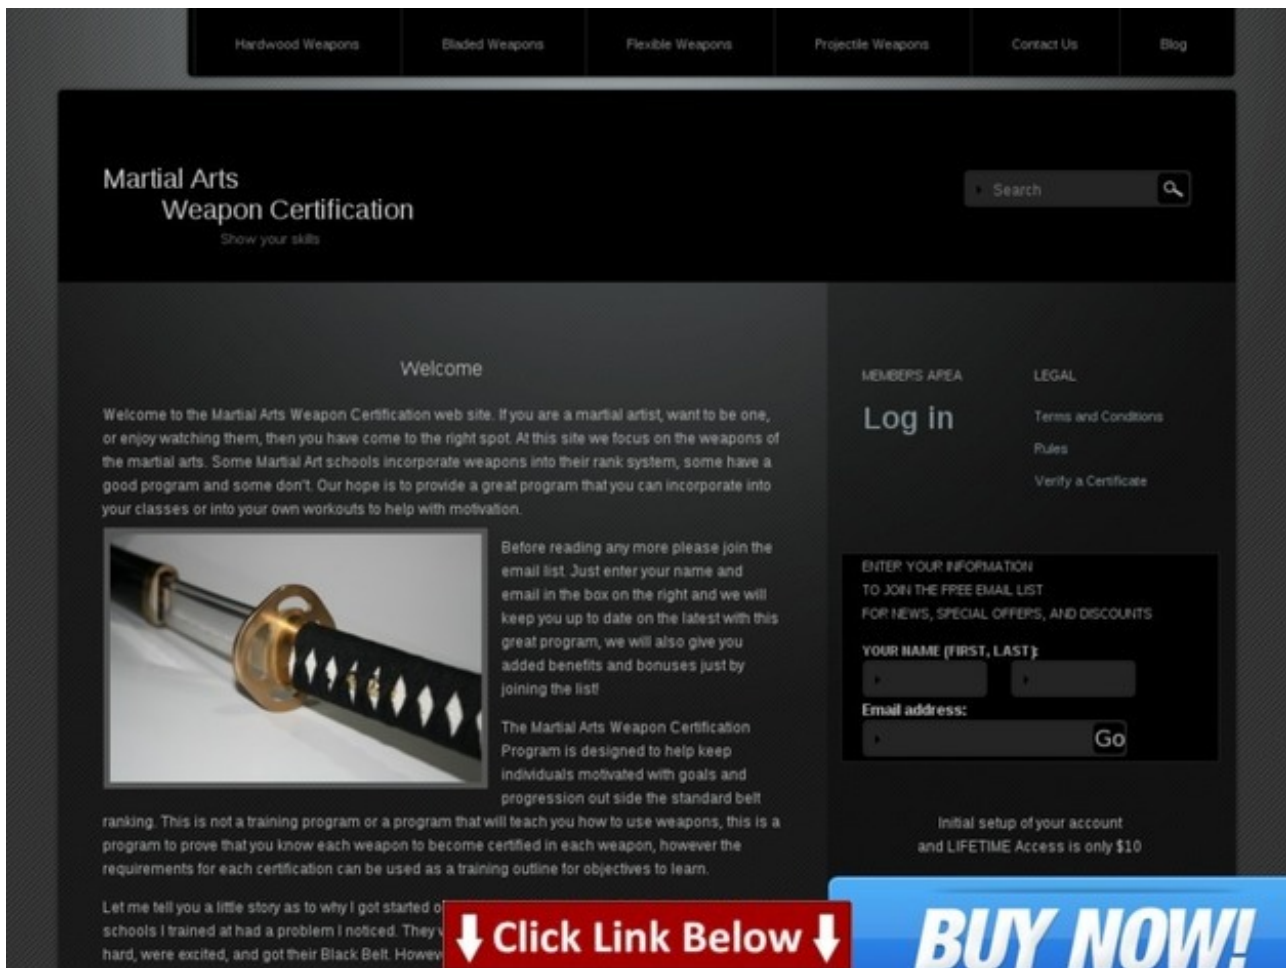 Hardwood Weapons Bladed Weapons Flexible Weapons Projectile Weapons Contact Us Blog
Martial Arts
Weapon Certification
Show your skills
Search
Welcome
Welcome to the Martial Arts Weapon Certification web site. If you are a martial artist, want to be one,
or enjoy watching them, then you have come to the right spot. At this site we focus on the weapons of
the martial arts. Some Martial Art schools incorporate weapons into their rank system, some have a
good program and some don't. Our hope is to provide a great program that you can incorporate into
your classes or into your own workouts to help with motivation.
Before reading any more please join the
email list. Just enter your name and
email in the box on the right and we will
keep you up to date on the latest with this
great program, we will also give you
added benefits and bonuses just by
joining the list!
The Martial Arts Weapon Certification
Program is designed to help keep
individuals motivated with goals and
progression out side the standard belt
ranking. This is not a training program or a program that will teach you how to use weapons, this is a
program to prove that you know each weapon to become certified in each weapon, however the
requirements for each certification can be used as a training outline for objectives to learn.
Let me tell you a little story as to why I got started
schools I trained at had a problem I noticed. They
hard, were excited, and got their Black Belt.
MEMBERS AREA
Log in
LEGAL
Terms and Conditions
Rules
Verify a Certificate
ENTER YOUR INFORMATION
TO JOIN THE FREE EMAIL LIST
FOR NEWS, SPECIAL OFFERS, AND DISCOUNTS
YOUR NAME (FIRST, LAST):
Email address:
Go
Initial setup of your account
and LIFETIME Access is only $10
Click Link Below
BUY NOW!